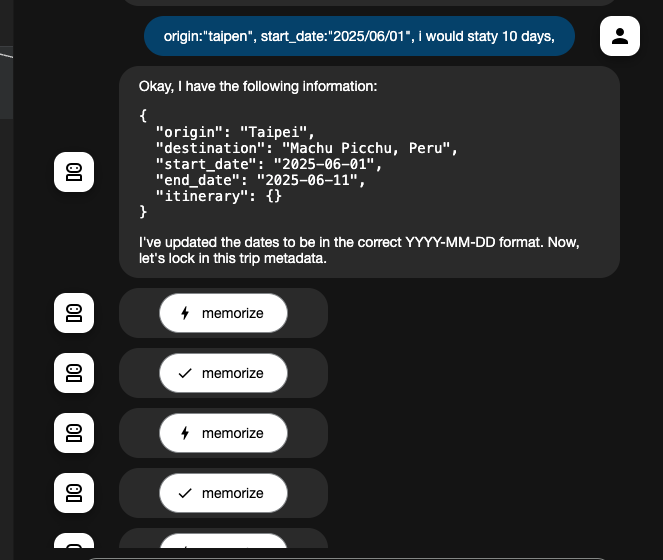 origin:"taipen", start_date:"2025/06/01", i would staty 10 days,
Okay, I have the following information:
{
"origin": "Taipei",
"destination": "Machu Picchu, Peru",
"start_date": "2025-06-01",
"end_date": "2025-06-11",
"itinerary": {}
}
I've updated the dates to be in the correct YYYY-MM-DD format. Now,
let's lock in this trip metadata.
memorize
memorize
memorize
memorize